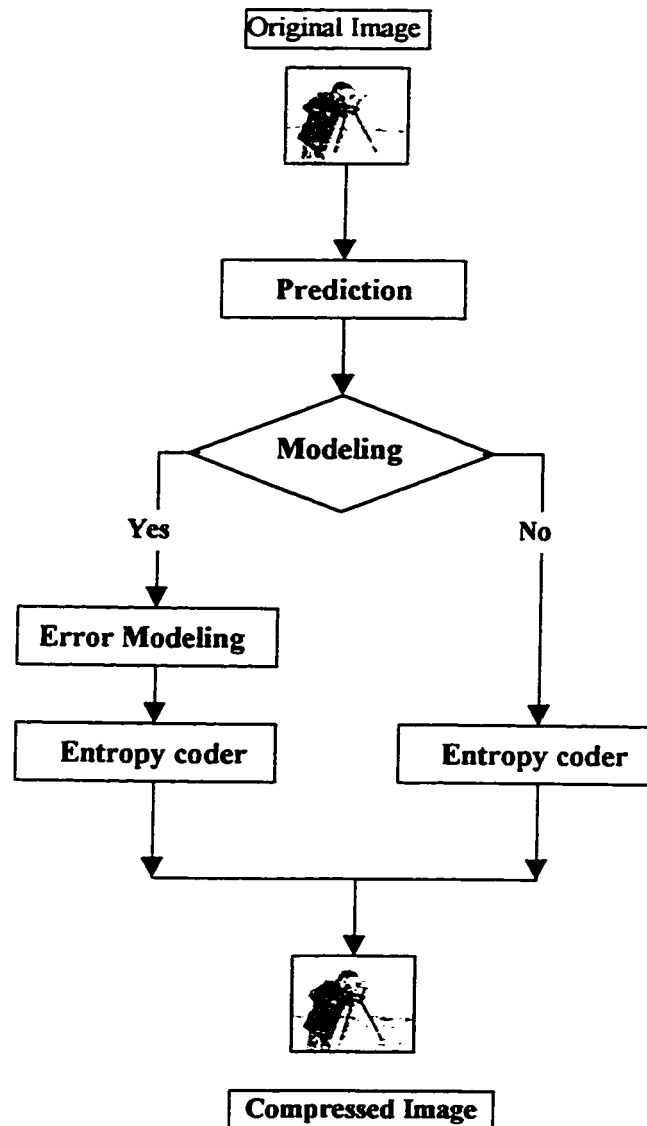 Original Image
Prediction
Modeling
Yes
No
Error Modeling
Entropy coder
Entropy coder
Compressed Image